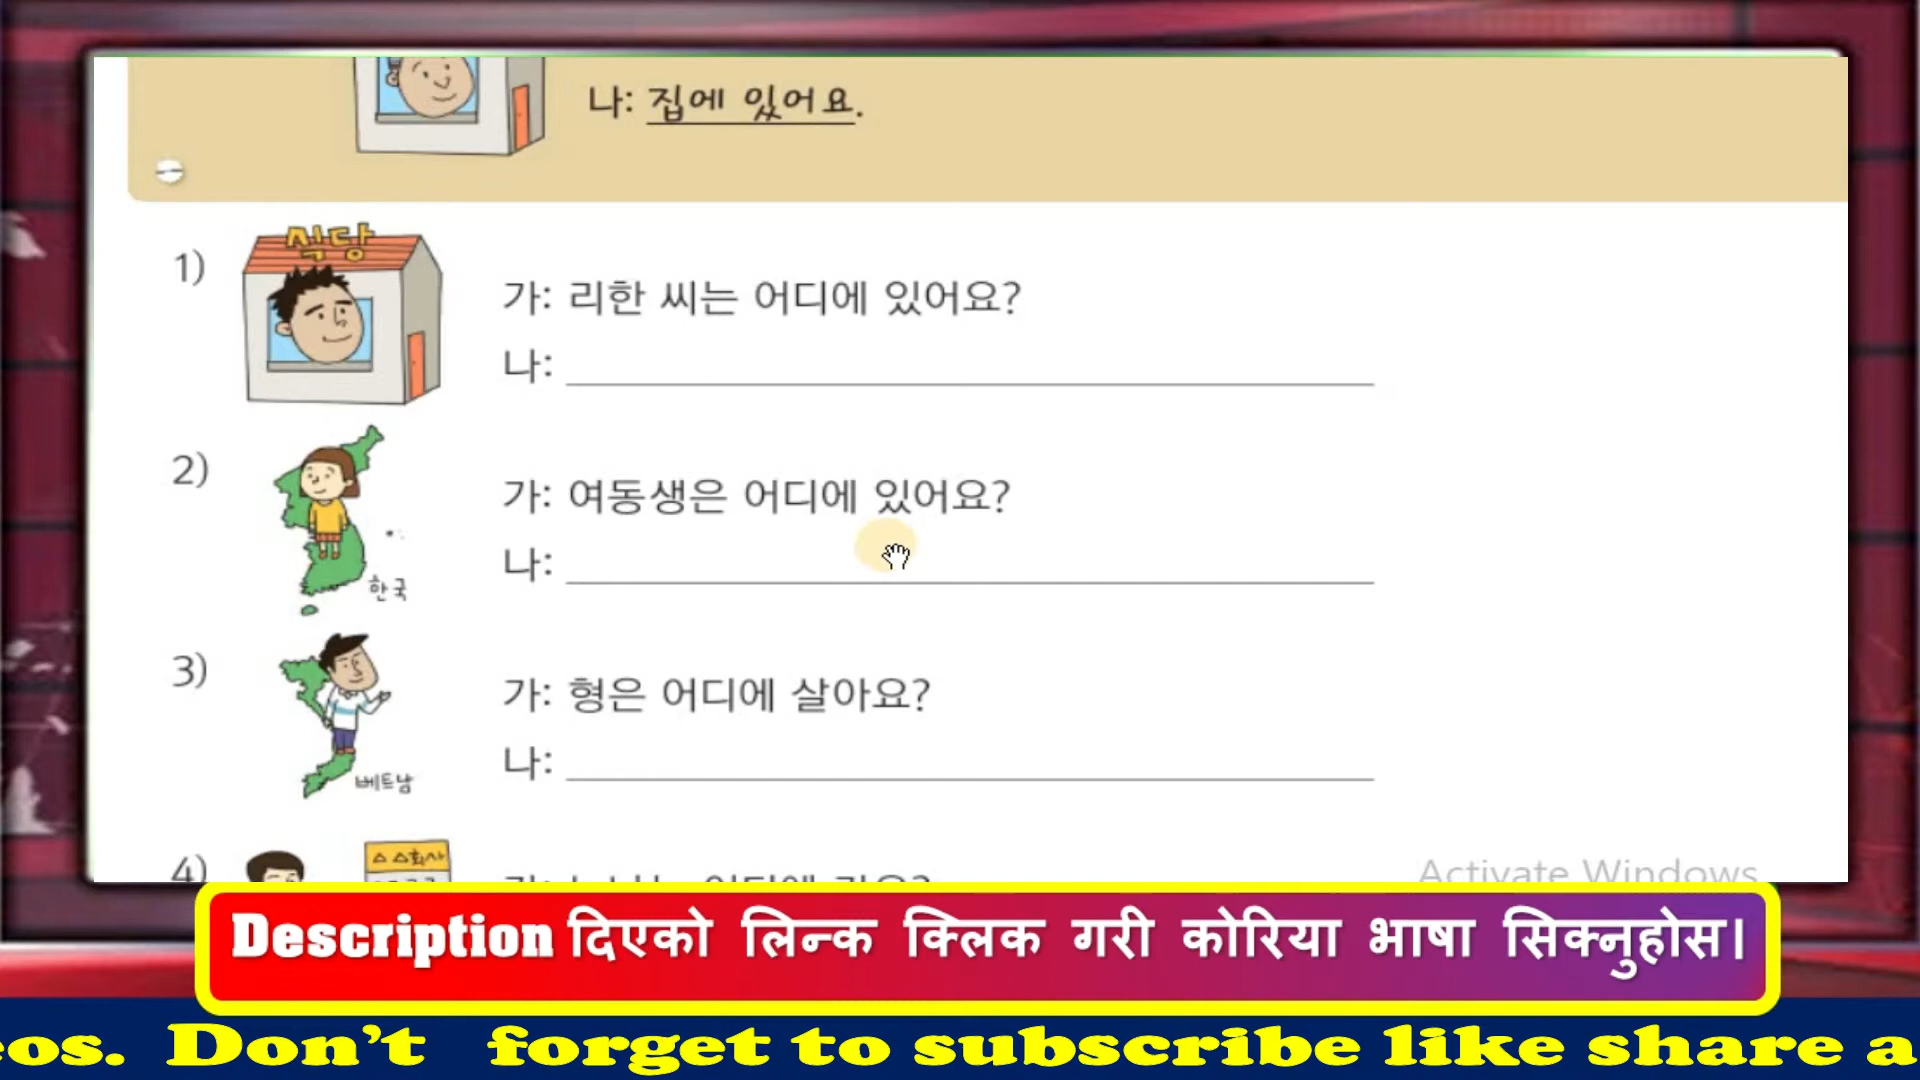 나: 집에 있어요.
1)
식당
가: 리한 씨는 어디에 있어요?
나:
2)
가: 여동생은 어디에 있어요?
나:
한국
3)
가: 형은 어디에 살아요?
나:
베트남
4)
△△회사
Activate Windows
Description दिएको लिन्क क्लिक गरी कोरिया भाषा सिक्नुहोस।
eos. Don't forget to subscribe like share a